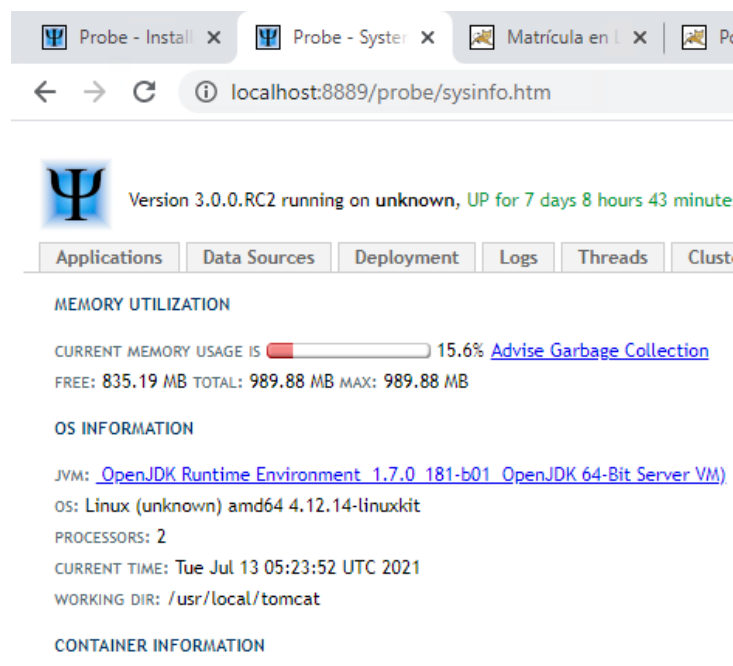 Probe - Install Probe - System Matrícula en L Po
localhost:8889/probe/sysinfo.htm
Ψ Version 3.0.0.RC2 running on unknown, UP for 7 days 8 hours 43 minute
Applications Data Sources Deployment Logs Threads Cluste
MEMORY UTILIZATION
CURRENT MEMORY USAGE IS 15.6% Advise Garbage Collection
FREE: 835.19 MB TOTAL: 989.88 MB MAX: 989.88 MB
OS INFORMATION
JVM: OpenJDK Runtime Environment 1.7.0_181-b01 OpenJDK 64-Bit Server VM)
OS: Linux (unknown) amd64 4.12.14-linuxkit
PROCESSORS: 2
CURRENT TIME: Tue Jul 13 05:23:52 UTC 2021
WORKING DIR: /usr/local/tomcat
CONTAINER INFORMATION